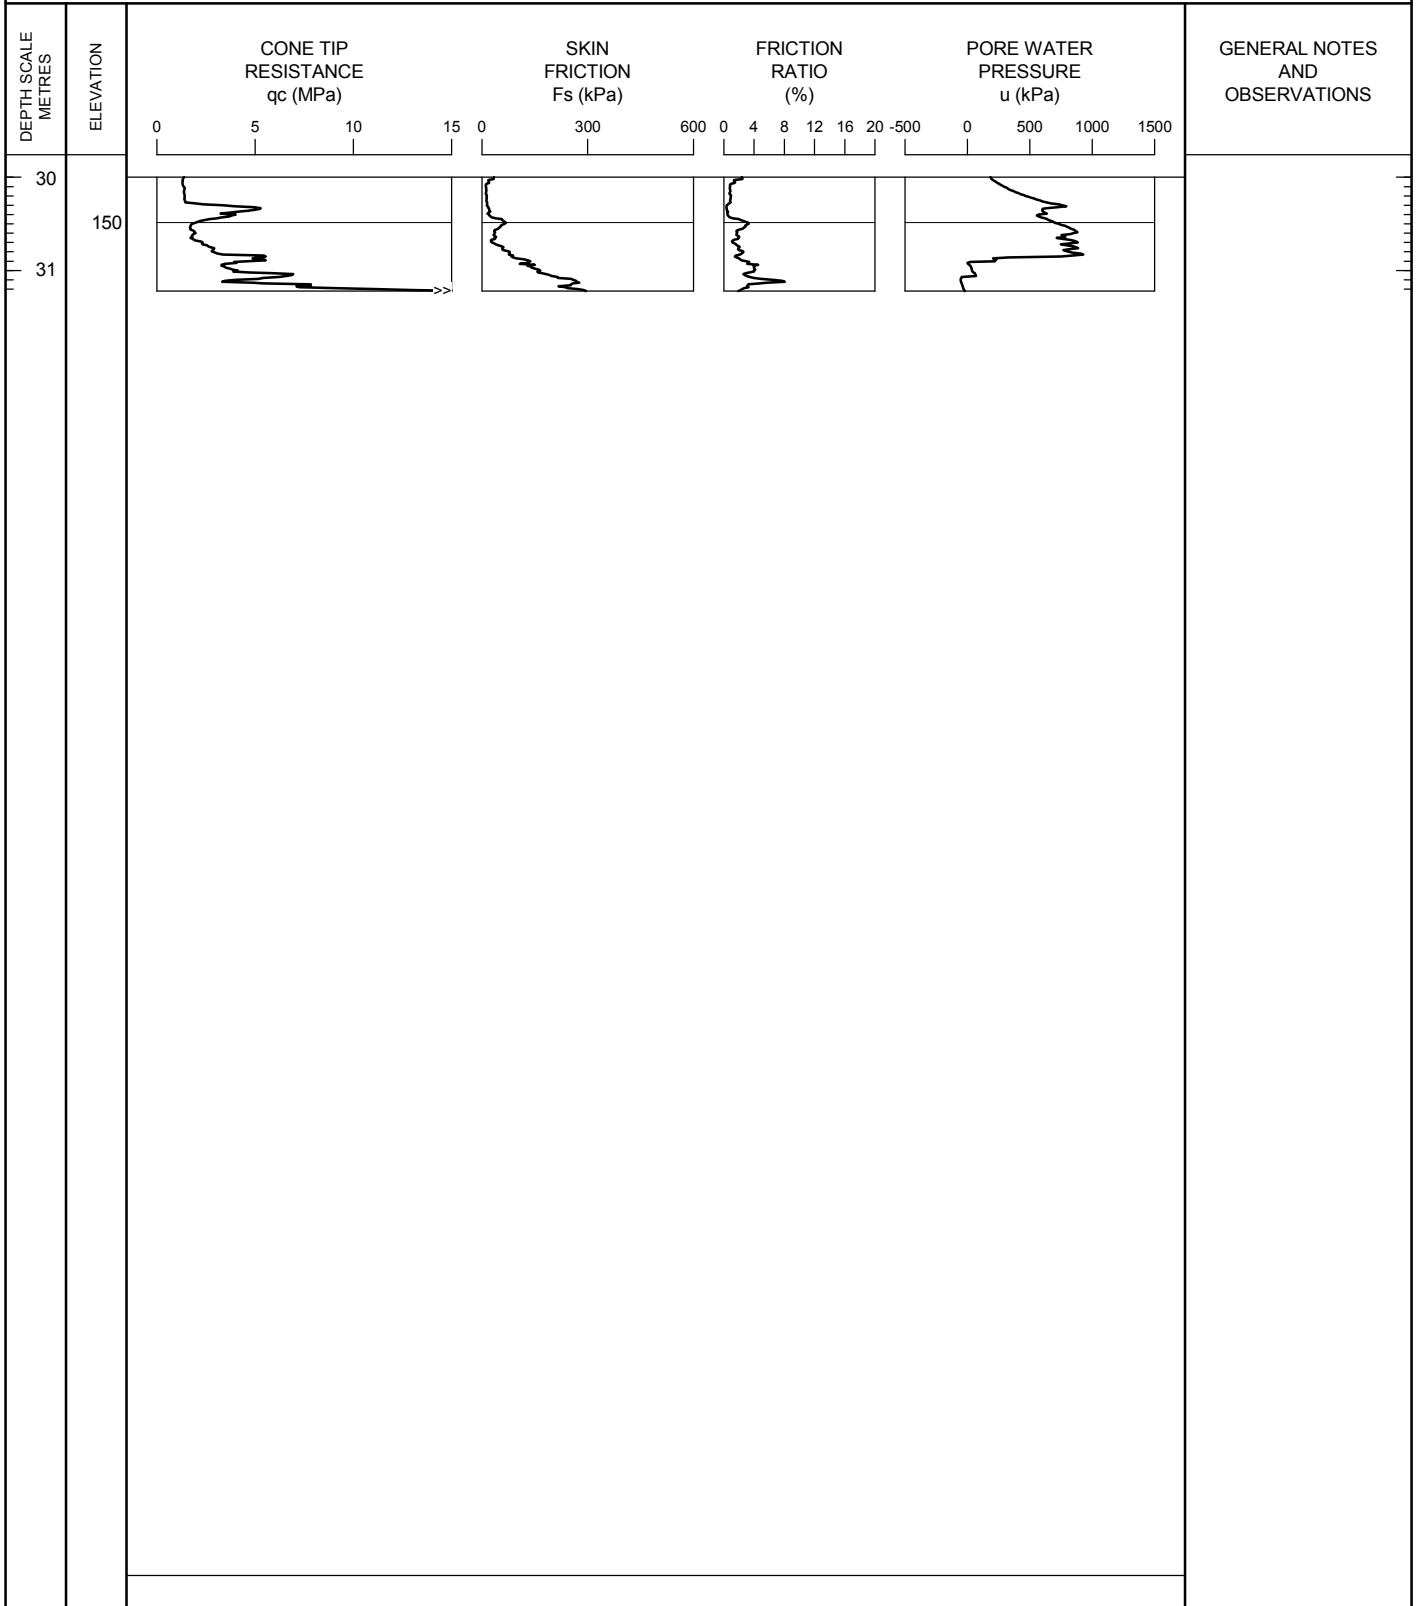 DEPTH SCALE
METRES
ELEVATION
CONE TIP
RESISTANCE
qc (MPa)
SKIN
FRICTION
Fs (kPa)
FRICTION
RATIO
(%)
PORE WATER
PRESSURE
u (kPa)
GENERAL NOTES
AND
OBSERVATIONS
0 5 10 15
0 300 600
0 4 8 12 16 20
-500 0 500 1000 1500
30
150
31
>>